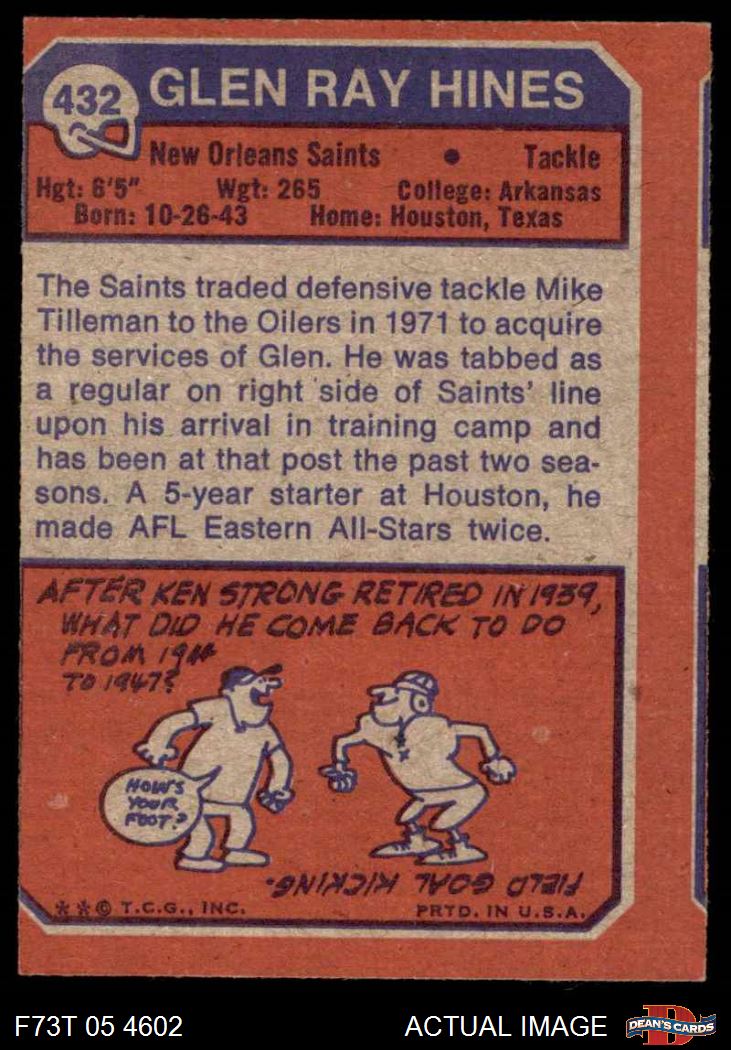 432 GLEN RAY HINES
New Orleans Saints • Tackle
Hgt: 6'5" Wgt: 265 College: Arkansas
Born: 10-26-43 Home: Houston, Texas
The Saints traded defensive tackle Mike
Tilleman to the Oilers in 1971 to acquire
the services of Glen. He was tabbed as
a regular on right side of Saints' line
upon his arrival in training camp and
has been at that post the past two sea-
sons. A 5-year starter at Houston, he
made AFL Eastern All-Stars twice.
AFTER KEN STRONG RETIRED IN 1939,
WHAT DID HE COME BACK TO DO
FROM
TO 1947?
HOW'S
YOUR
FOOT?
FIELD GOAL KICKING.
**© T.C.G., INC. PRTD. IN U.S.A.
F73T 05 4602 ACTUAL IMAGE DEAN'S CARDS